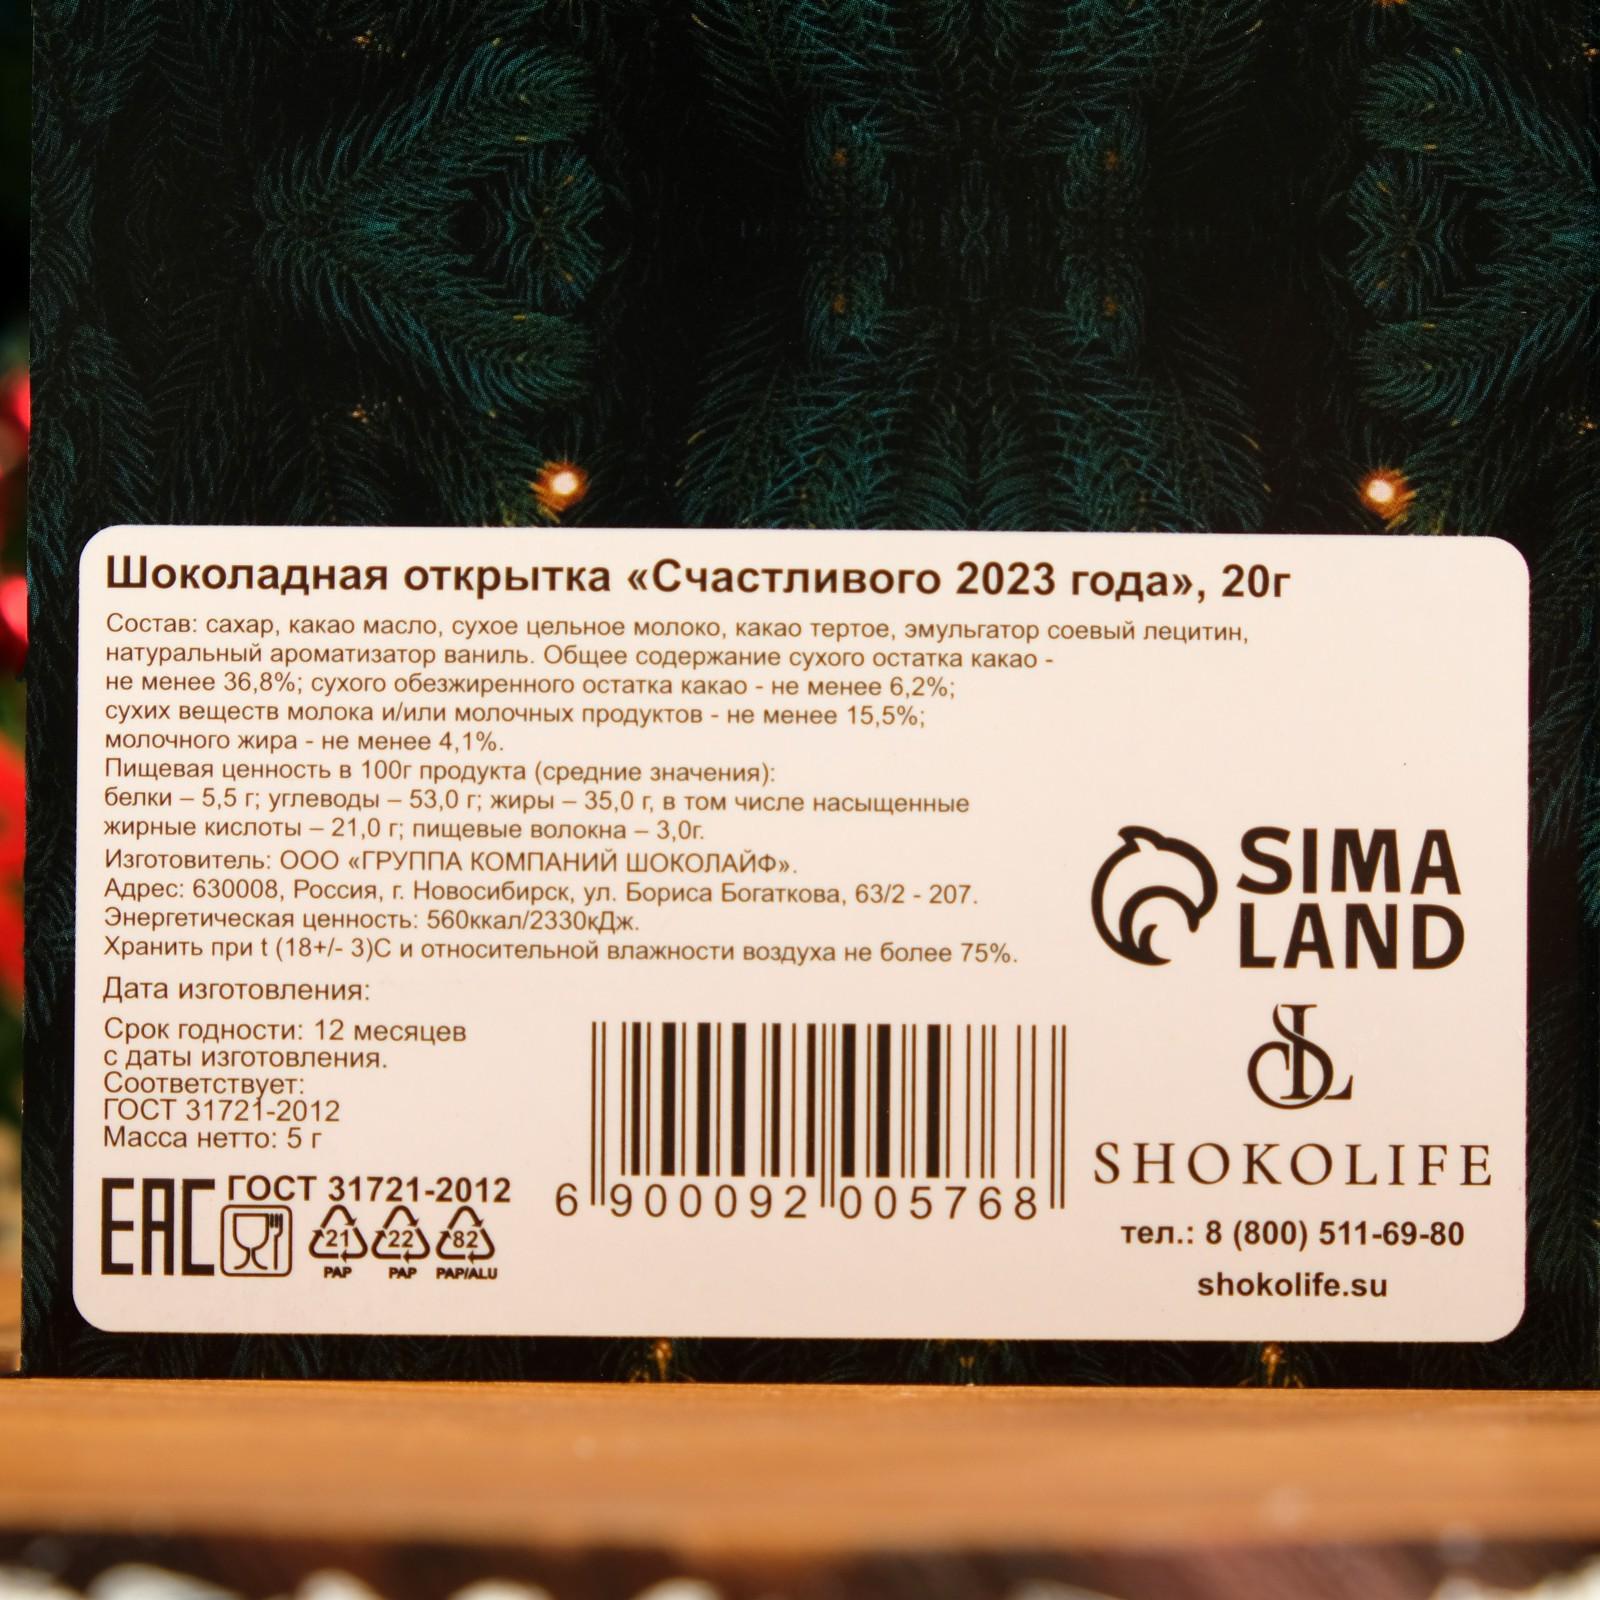 Шоколадная открытка «Счастливого 2023 года», 20г
Состав: сахар, какао масло, сухое цельное молоко, какао тертое, эмульгатор соевый лецитин,
натуральный ароматизатор ваниль. Общее содержание сухого остатка какао -
не менее 36,8%; сухого обезжиренного остатка какао - не менее 6,2%;
сухих веществ молока и/или молочных продуктов - не менее 15,5%;
молочного жира - не менее 4,1%.
Пищевая ценность в 100г продукта (средние значения):
белки – 5,5 г; углеводы – 53,0 г; жиры – 35,0 г, в том числе насыщенные
жирные кислоты – 21,0 г; пищевые волокна – 3,0г.
Изготовитель: ООО «ГРУППА КОМПАНИЙ ШОКОЛАЙФ».
Адрес: 630008, Россия, г. Новосибирск, ул. Бориса Богаткова, 63/2 - 207.
Энергетическая ценность: 560ккал/2330кДж.
Хранить при t (18+/- 3)С и относительной влажности воздуха не более 75%.
Дата изготовления:
Срок годности: 12 месяцев
с даты изготовления.
Соответствует:
ГОСТ 31721-2012
Масса нетто: 5 г
EAC
ГОСТ 31721-2012
21 22 82
PAP PAP PAP/ALU
6 900092 005768
SIMA
LAND
SL
SHOKOLIFE
тел.: 8 (800) 511-69-80
shokolife.su